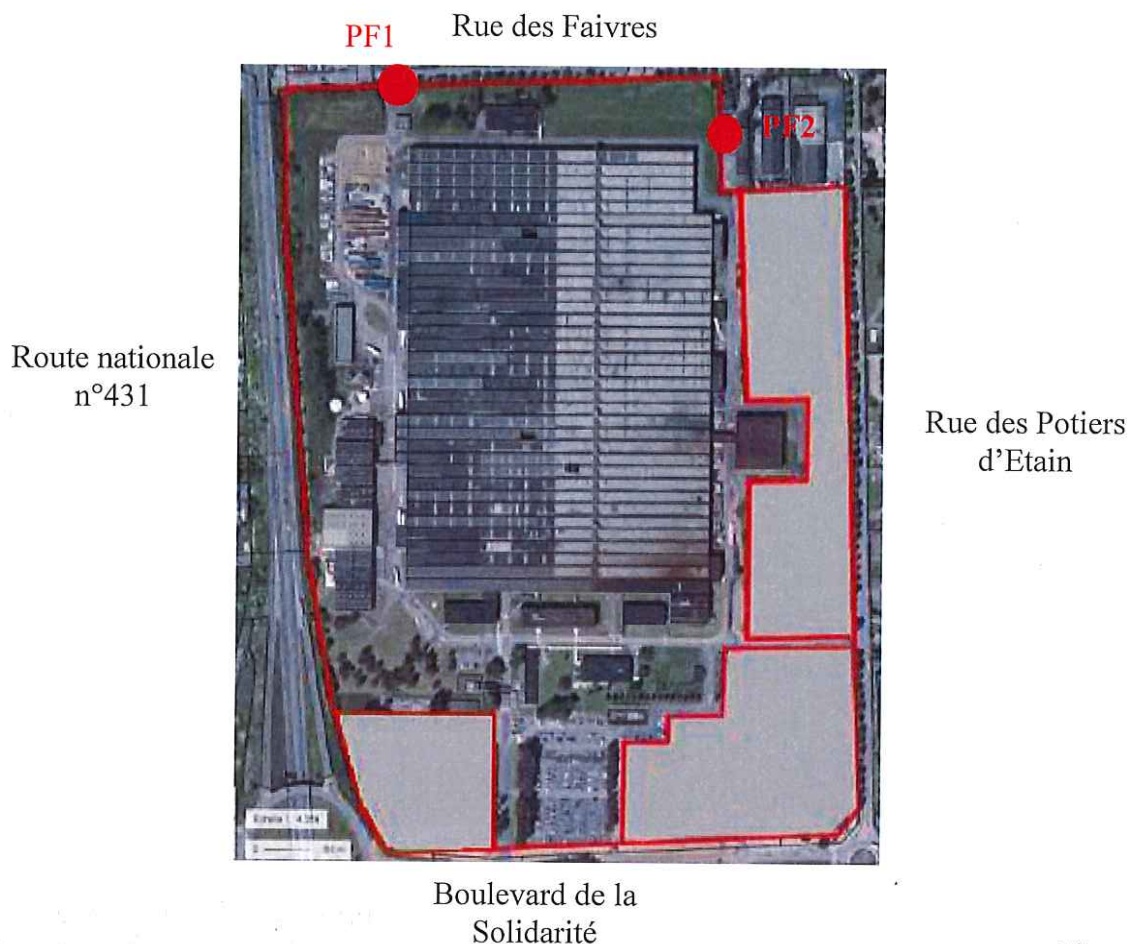 Rue des Faivres
PF1
PF2
Route nationale
n°431
Rue des Potiers
d’Etain
Boulevard de la
Solidarité